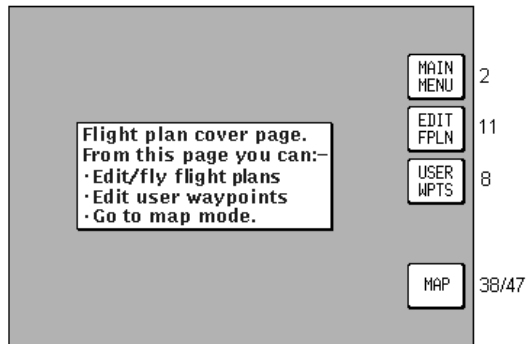 MAIN
MENU
2
EDIT
FPLN
11
Flight plan cover page.
From this page you can:-
·Edit/fly flight plans
·Edit user waypoints
·Go to map mode.
USER
WPTS
8
MAP
38/47